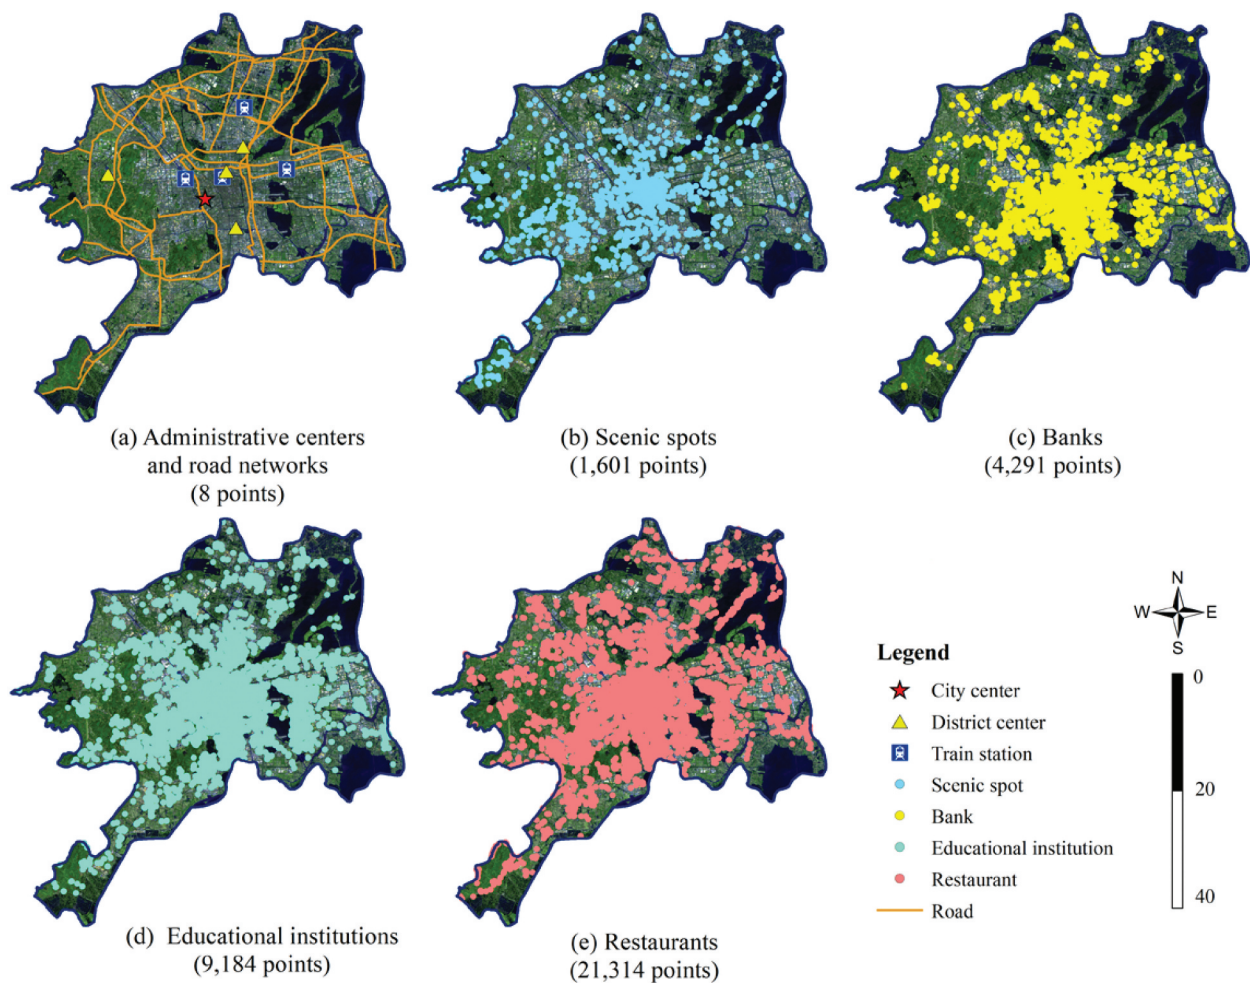 (a) Administrative centers
and road networks
(8 points)
(b) Scenic spots
(1,601 points)
(c) Banks
(4,291 points)
(d) Educational institutions
(9,184 points)
(e) Restaurants
(21,314 points)
N
W E
S
Legend
City center
District center
Train station
Scenic spot
Bank
Educational institution
Restaurant
Road
0
20
40